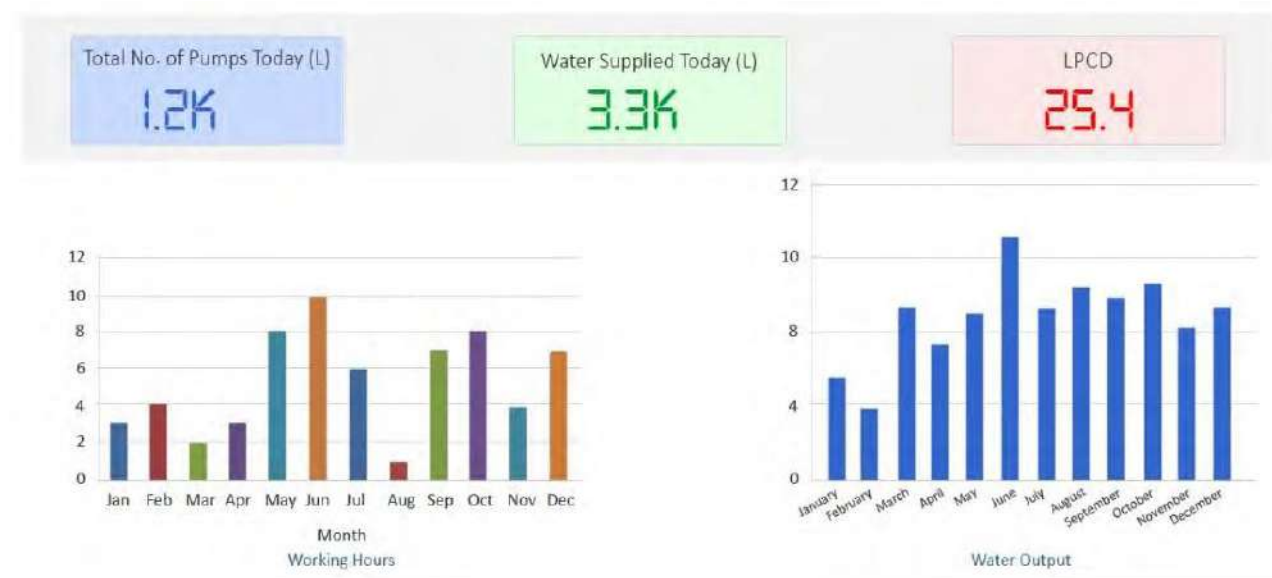 Total No. of Pumps Today (L)
1.2K
Water Supplied Today (L)
3.3K
LPCD
25.4
12
10
8
6
4
2
0
Jan Feb Mar Apr May Jun Jul Aug Sep Oct Nov Dec
Month
Working Hours
12
10
8
4
0
January February March April May June July August September October November December
Water Output